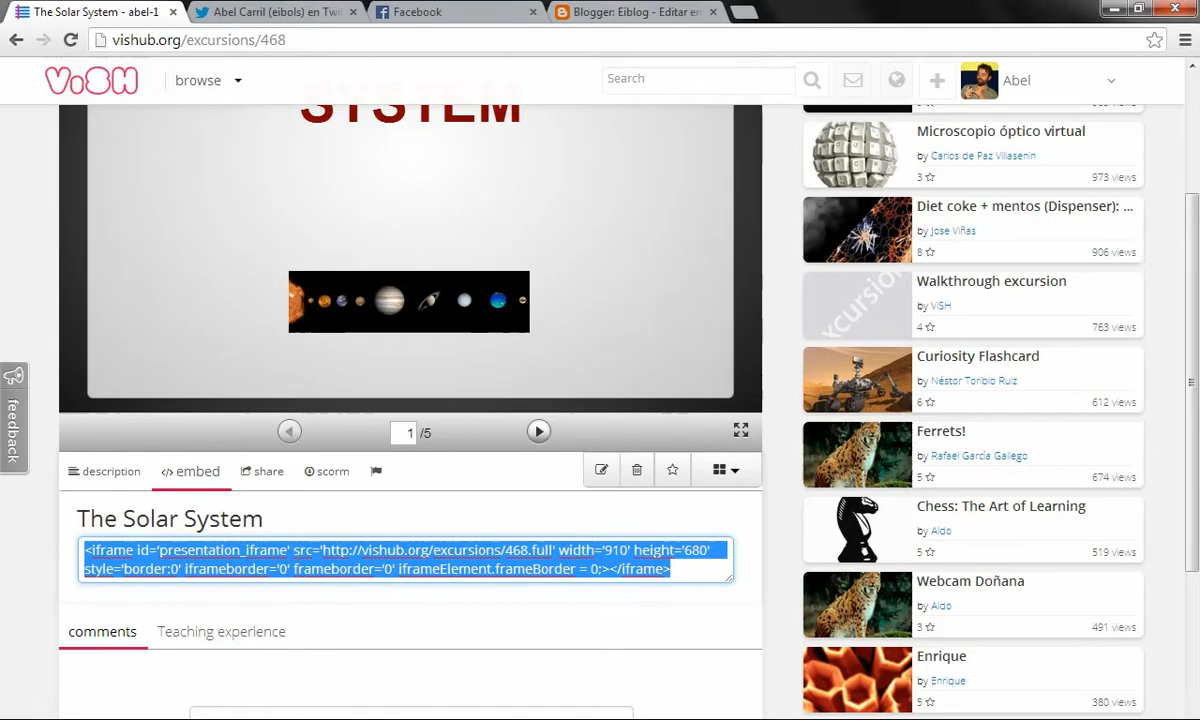 The Solar System - abel-1
Abel Carril (eibols) en Twi
Facebook
Blogger: Eiblog - Editar en
vishub.org/excursions/468
ViSH
browse
Search
Abel
SYSTEM
1 /5
description
embed
share
scorm
The Solar System
<iframe id='presentation_iframe' src='http://vishub.org/excursions/468.full' width='910' height='680'
style='border:0' iframeborder='0' frameborder='0' iframeElement.frameBorder = 0;></iframe>
comments
Teaching experience
feedback
Microscopio óptico virtual
by Carlos de Paz Villasenin
3
973 views
Diet coke + mentos (Dispenser): ...
by Jose Viñas
8
906 views
xcursion
Walkthrough excursion
by ViSH
4
763 views
Curiosity Flashcard
by Néstor Toribio Ruiz
6
612 views
Ferrets!
by Rafael García Gallego
5
674 views
Chess: The Art of Learning
by Aldo
5
519 views
Webcam Doñana
by Aldo
3
491 views
Enrique
by Enrique
5
380 views